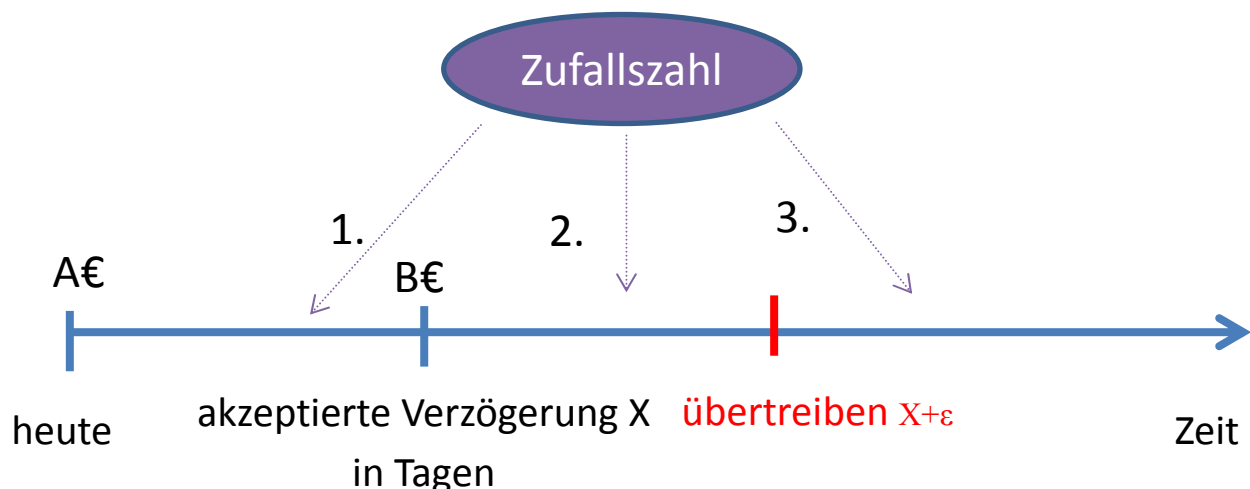 Zufallszahl
1.
2.
3.
A€
B€
heute
akzeptierte Verzögerung X
in Tagen
übertreiben X+ε
Zeit